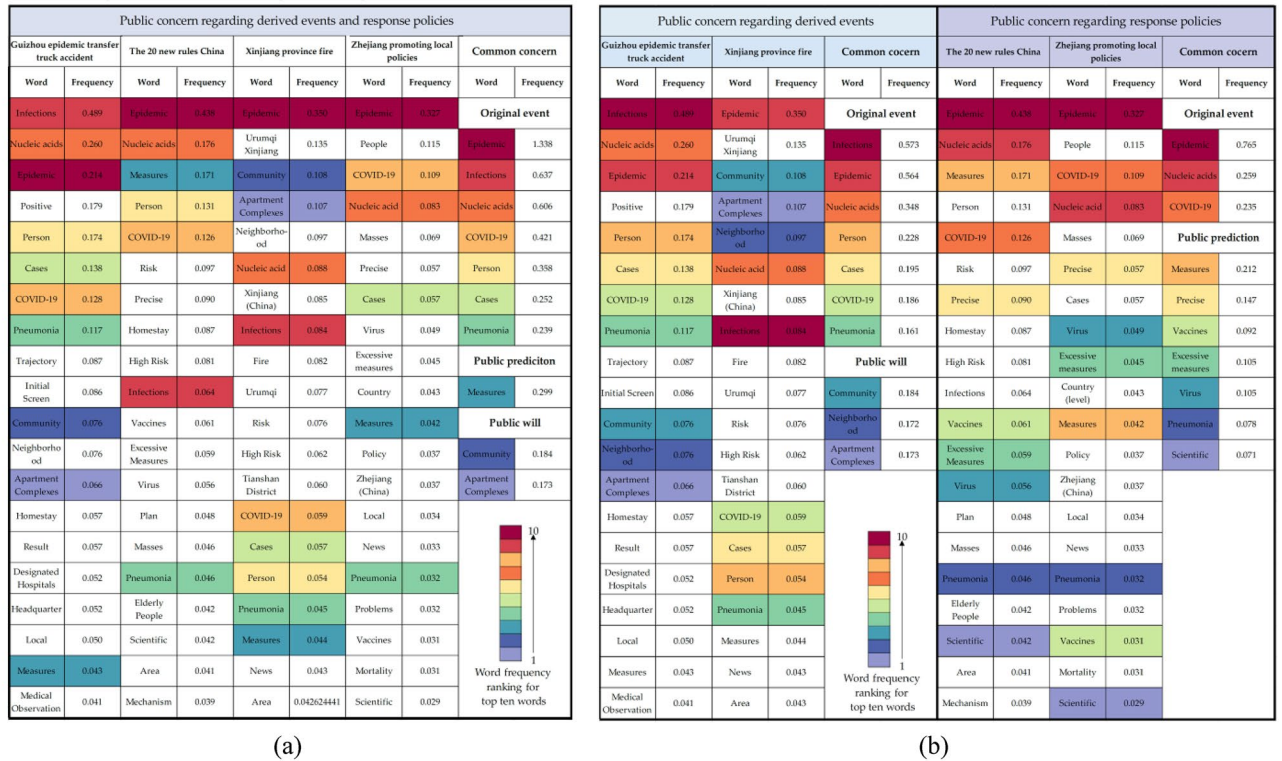 Public concern regarding derived events and response policies
Guizhou epidemic transfer truck accident | The 20 new rules China | Xinjiang province fire | Zhejiang promoting local policies | Common concern
Word | Frequency | Word | Frequency | Word | Frequency | Word | Frequency | Word | Frequency
Infections | 0.489 | Epidemic | 0.438 | Epidemic | 0.350 | Epidemic | 0.327 | Original event
Nucleic acids | 0.260 | Nucleic acids | 0.176 | Urumqi Xinjiang | 0.135 | People | 0.115 | Epidemic | 1.338
Epidemic | 0.214 | Measures | 0.171 | Community | 0.108 | COVID-19 | 0.109 | Infections | 0.637
Positive | 0.179 | Person | 0.131 | Apartment Complexes | 0.107 | Nucleic acid | 0.083 | Nucleic acids | 0.606
Person | 0.174 | COVID-19 | 0.126 | Neighborho-od | 0.097 | Masses | 0.069 | COVID-19 | 0.421
Cases | 0.138 | Risk | 0.097 | Nucleic acid | 0.088 | Precise | 0.057 | Person | 0.358
COVID-19 | 0.128 | Precise | 0.090 | Xinjiang (China) | 0.085 | Cases | 0.057 | Cases | 0.252
Pneumonia | 0.117 | Homestay | 0.087 | Infections | 0.084 | Virus | 0.049 | Pneumonia | 0.239
Trajectory | 0.087 | High Risk | 0.081 | Fire | 0.082 | Excessive measures | 0.045 | Public prediciton
Initial Screen | 0.086 | Infections | 0.064 | Urumqi | 0.077 | Country | 0.043 | Measures | 0.299
Community | 0.076 | Vaccines | 0.061 | Risk | 0.076 | Measures | 0.042 | Public will
Neighborho-od | 0.076 | Excessive Measures | 0.059 | High Risk | 0.062 | Policy | 0.037 | Community | 0.184
Apartment Complexes | 0.066 | Virus | 0.056 | Tianshan District | 0.060 | Zhejiang (China) | 0.037 | Apartment Complexes | 0.173
Homestay | 0.057 | Plan | 0.048 | COVID-19 | 0.059 | Local | 0.034
Result | 0.057 | Masses | 0.046 | Cases | 0.057 | News | 0.033
Designated Hospitals | 0.052 | Pneumonia | 0.046 | Person | 0.054 | Pneumonia | 0.032
Headquarter | 0.052 | Elderly People | 0.042 | Pneumonia | 0.045 | Problems | 0.032
Local | 0.050 | Scientific | 0.042 | Measures | 0.044 | Vaccines | 0.031
Measures | 0.043 | Area | 0.041 | News | 0.043 | Mortality | 0.031
Medical Observation | 0.041 | Mechanism | 0.039 | Area | 0.042624441 | Scientific | 0.029
10
1
Word frequency
ranking for
top ten words
(a)
Public concern regarding derived events | Public concern regarding response policies
Guizhou epidemic transfer truck accident | Xinjiang province fire | Common cocern | The 20 new rules China | Zhejiang promoting local policies | Common concern
Word | Frequency | Word | Frequency | Word | Frequency | Word | Frequency | Word | Frequency | Word | Frequency
Infections | 0.489 | Epidemic | 0.350 | Original event | Epidemic | 0.438 | Epidemic | 0.327 | Original event
Nucleic acids | 0.260 | Urumqi Xinjiang | 0.135 | Infections | 0.573 | Nucleic acids | 0.176 | People | 0.115 | Epidemic | 0.765
Epidemic | 0.214 | Community | 0.108 | Epidemic | 0.564 | Measures | 0.171 | COVID-19 | 0.109 | Nucleic acids | 0.259
Positive | 0.179 | Apartment Complexes | 0.107 | Nucleic acids | 0.348 | Person | 0.131 | Nucleic acid | 0.083 | COVID-19 | 0.235
Person | 0.174 | Neighborho od | 0.097 | Person | 0.228 | COVID-19 | 0.126 | Masses | 0.069 | Public prediction
Cases | 0.138 | Nucleic acid | 0.088 | Cases | 0.195 | Risk | 0.097 | Precise | 0.057 | Measures | 0.212
COVID-19 | 0.128 | Xinjiang (China) | 0.085 | COVID-19 | 0.186 | Precise | 0.090 | Cases | 0.057 | Precise | 0.147
Pneumonia | 0.117 | Infections | 0.084 | Pneumonia | 0.161 | Homestay | 0.087 | Virus | 0.049 | Vaccines | 0.092
Trajectory | 0.087 | Fire | 0.082 | Public will | High Risk | 0.081 | Excessive measures | 0.045 | Excessive measures | 0.105
Initial Screen | 0.086 | Urumqi | 0.077 | Community | 0.184 | Infections | 0.064 | Country (level) | 0.043 | Virus | 0.105
Community | 0.076 | Risk | 0.076 | Neighborho od | 0.172 | Vaccines | 0.061 | Measures | 0.042 | Pneumonia | 0.078
Neighborho-od | 0.076 | High Risk | 0.062 | Apartment Complexes | 0.173 | Excessive Measures | 0.059 | Policy | 0.037 | Scientific | 0.071
Apartment Complexes | 0.066 | Tianshan District | 0.060 | Virus | 0.056 | Zhejiang (China) | 0.037
Homestay | 0.057 | COVID-19 | 0.059 | Plan | 0.048 | Local | 0.034
Result | 0.057 | Cases | 0.057 | Masses | 0.046 | News | 0.033
Designated Hospitals | 0.052 | Person | 0.054 | Pneumonia | 0.046 | Pneumonia | 0.032
Headquarter | 0.052 | Pneumonia | 0.045 | Elderly People | 0.042 | Problems | 0.032
Local | 0.050 | Measures | 0.044 | Scientific | 0.042 | Vaccines | 0.031
Measures | 0.043 | News | 0.043 | Area | 0.041 | Mortality | 0.031
Medical Observation | 0.041 | Area | 0.043 | Mechanism | 0.039 | Scientific | 0.029
10
1
Word frequency
ranking for
top ten words
(b)